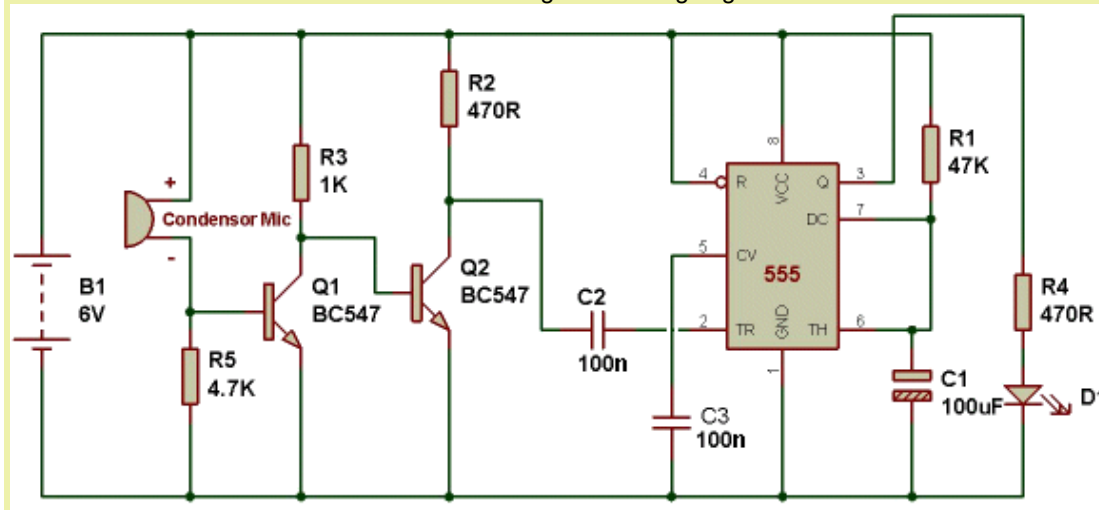 R2
470R
R3
1K
R1
47K
+
Condensor Mic
-
B1
6V
Q1
BC547
Q2
BC547
R5
4.7K
C2
100n
C3
100n
4
R
8
VCC
Q
3
DC
7
5
CV
555
2
TR
GND
1
TH
6
C1
100uF
R4
470R